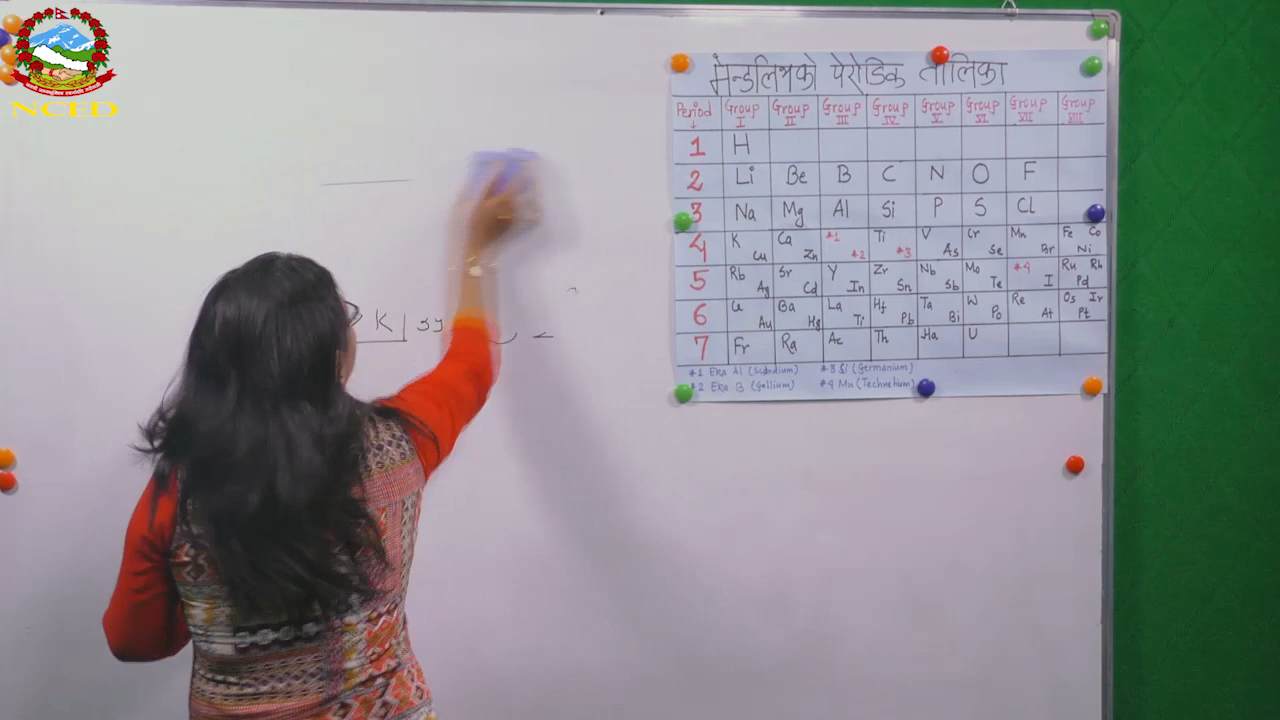 NCED
मेन्डलिभको पेरोडिक तालिका
Period ↓ Group I Group II Group III Group IV Group V Group VI Group VII Group VIII
1 H
2 Li Be B C N O F
3 Na Mg Al Si P S CL
4 K Cu Ca Zn *1 *2 Ti *3 V As Cr Se Mn Br Fe Co Ni
5 Rb Ag Sr Cd Y In Zr Sn Nb Sb Mo Te *4 I Ru Rh Pd
6 Au Ba Hg La Ti Hf Pb Ta Bi W Po Re At Os Ir Pt
7 Fr Ra Ac Th Ha U
*1 Eka Al (Scandium) *3 Si (Germanium)
*2 Eka B (Gallium) *4 Mn (Technetium)
K 39